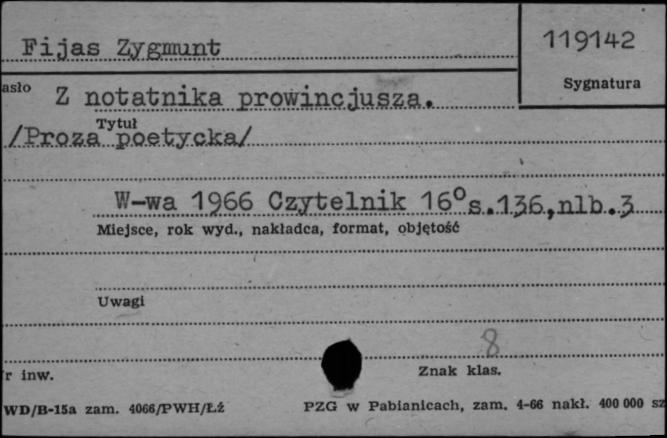 Fijas Zygmunt
119142
asło
Sygnatura
Z notatnika prowincjusza.
Tytuł
/Proza poetycka/
W-wa 1966 Czytelnik 16° s.136,nlb.3
Miejsce, rok wyd., nakładca, format, objętość
Uwagi
8
r inw.
Znak klas.
WD/B-15a zam. 4066/PWH/Łż
PZG w Pabianicach, zam. 4-66 nakł. 400 000 sz